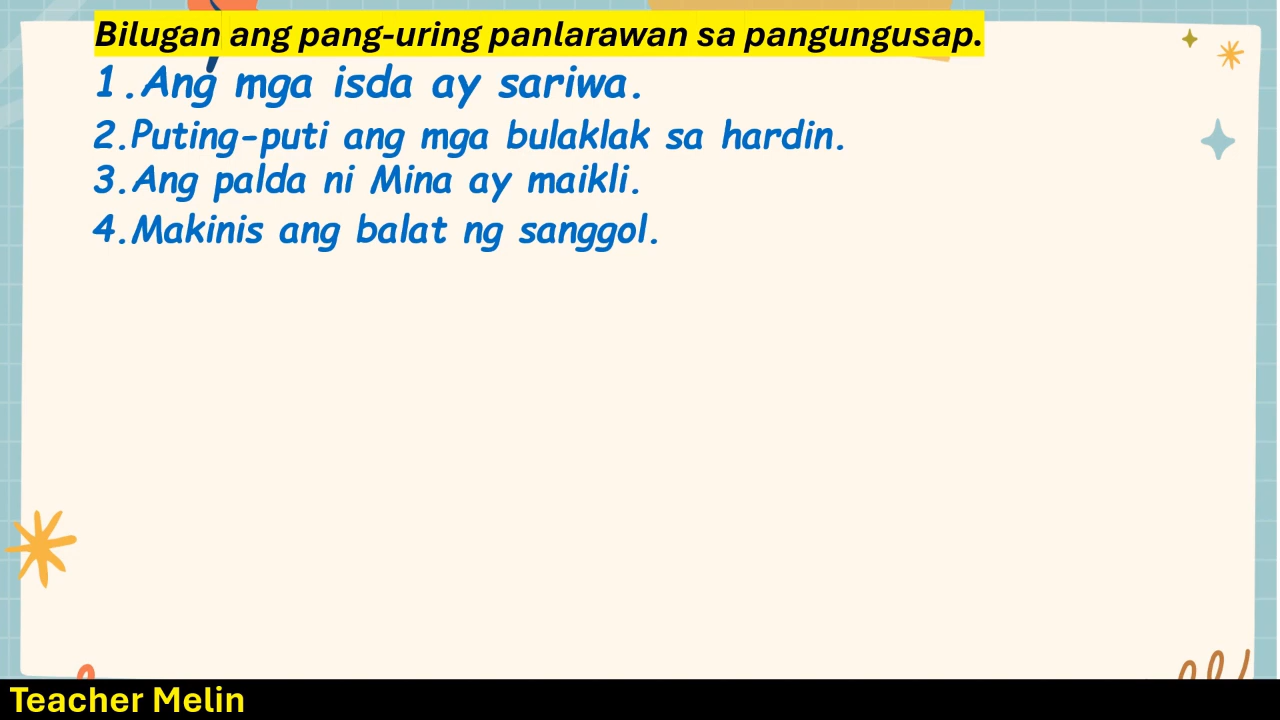 Bilugan ang pang-uring panlarawan sa pangungusap.
1.Ang mga isda ay sariwa.
2.Puting-puti ang mga bulaklak sa hardin.
3.Ang palda ni Mina ay maikli.
4.Makinis ang balat ng sanggol.
Teacher Melin